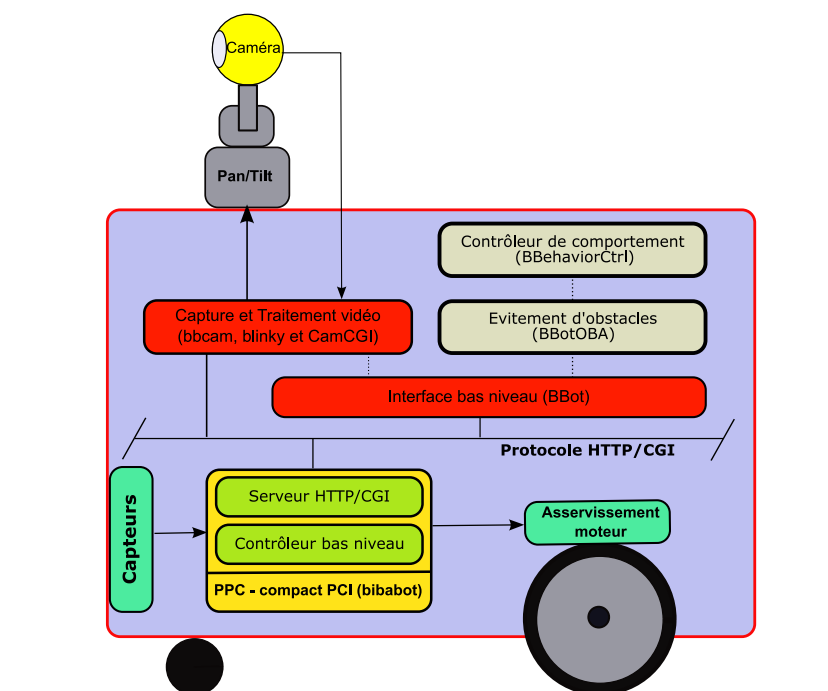 Caméra
Pan/Tilt
Contrôleur de comportement
(BBehaviorCtrl)
Capture et Traitement vidéo
(bbcam, blinky et CamCGI)
Evitement d'obstacles
(BBotOBA)
Interface bas niveau (BBot)
Protocole HTTP/CGI
Capteurs
Serveur HTTP/CGI
Contrôleur bas niveau
PPC - compact PCI (bibabot)
Asservissement
moteur